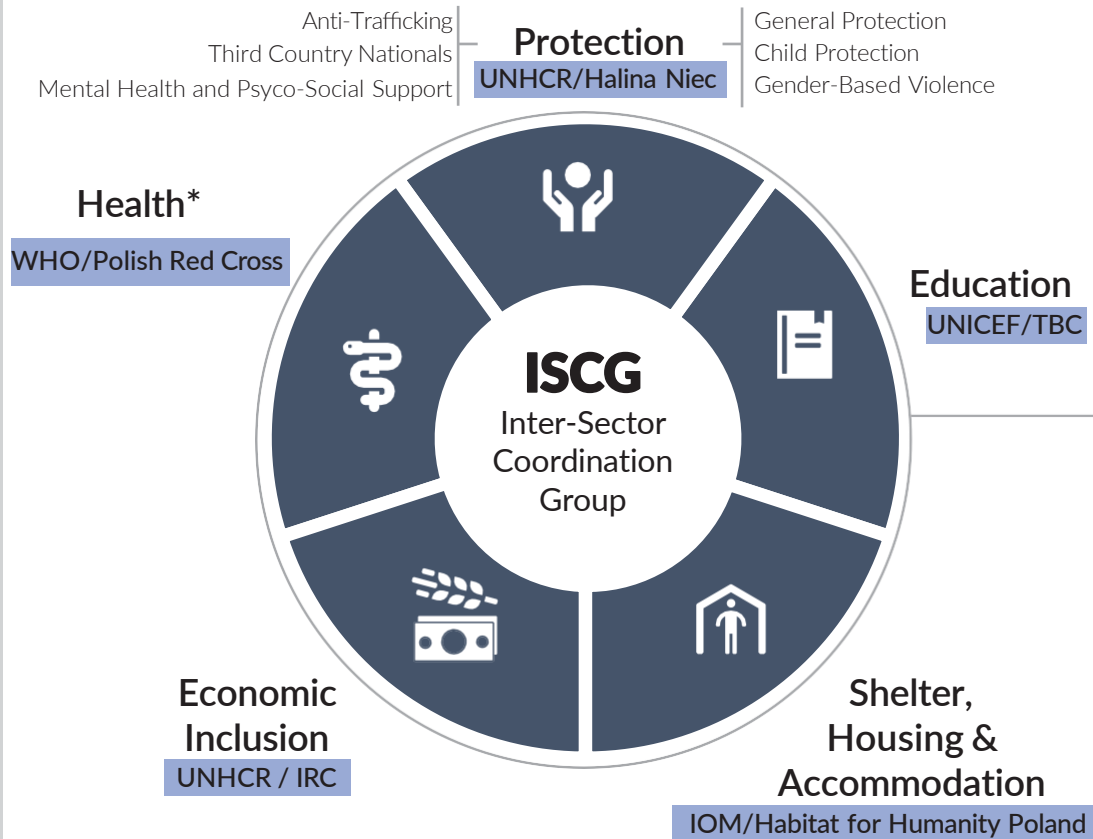 Anti-Trafficking
Third Country Nationals
Mental Health and Psyco-Social Support
Protection
UNHCR/Halina Niec
General Protection
Child Protection
Gender-Based Violence
Health*
WHO/Polish Red Cross
Education
UNICEF/TBC
ISCG
Inter-Sector
Coordination
Group
Economic
Inclusion
UNHCR / IRC
Shelter,
Housing &
Accommodation
IOM/Habitat for Humanity Poland